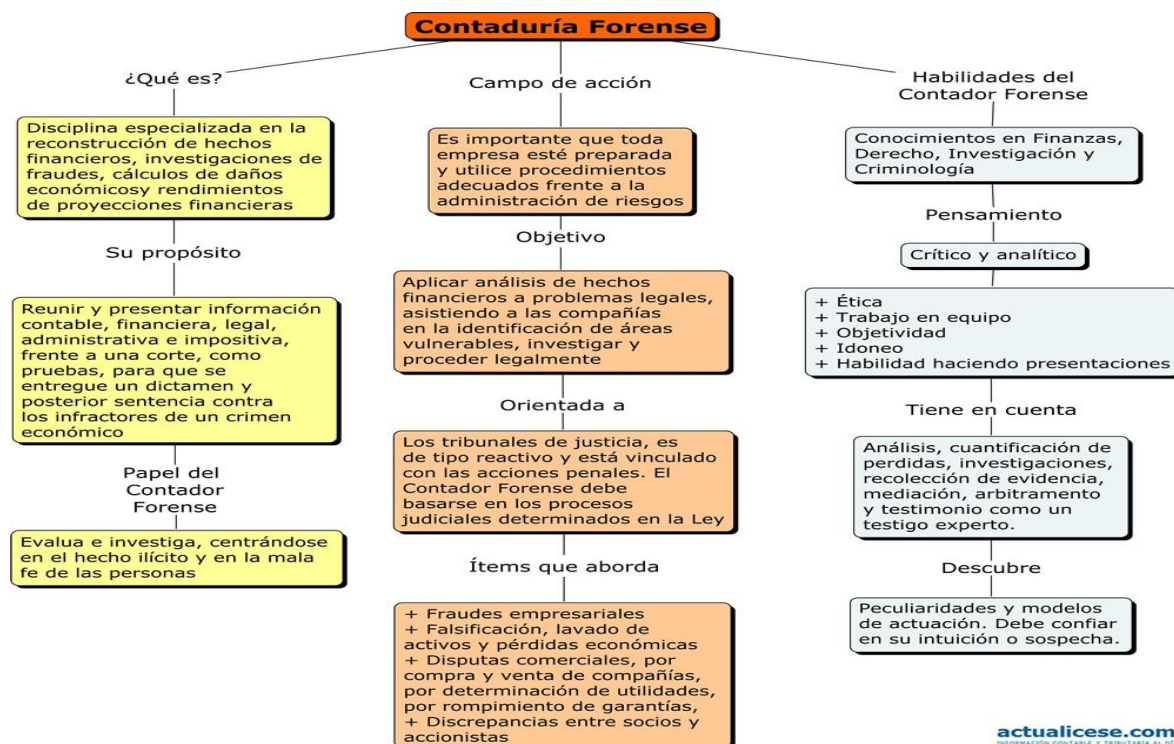 Contaduría Forense
¿Qué es?
Disciplina especializada en la
reconstrucción de hechos
financieros, investigaciones de
fraudes, cálculos de daños
económicosy rendimientos
de proyecciones financieras
Su propósito
Reunir y presentar información
contable, financiera, legal,
administrativa e impositiva,
frente a una corte, como
pruebas, para que se
entregue un dictamen y
posterior sentencia contra
los infractores de un crimen
económico
Papel del
Contador
Forense
Evalua e investiga, centrándose
en el hecho ilícito y en la mala
fe de las personas
Campo de acción
Es importante que toda
empresa esté preparada
y utilice procedimientos
adecuados frente a la
administración de riesgos
Objetivo
Aplicar análisis de hechos
financieros a problemas legales,
asistiendo a las compañías
en la identificación de áreas
vulnerables, investigar y
proceder legalmente
Orientada a
Los tribunales de justicia, es
de tipo reactivo y está vinculado
con las acciones penales. El
Contador Forense debe
basarse en los procesos
judiciales determinados en la Ley
Ítems que aborda
+ Fraudes empresariales
+ Falsificación, lavado de
activos y pérdidas económicas
+ Disputas comerciales, por
compra y venta de compañías,
por determinación de utilidades,
por rompimiento de garantías,
+ Discrepancias entre socios y
accionistas
Habilidades del
Contador Forense
Conocimientos en Finanzas,
Derecho, Investigación y
Criminología
Pensamiento
Crítico y analítico
+ Ética
+ Trabajo en equipo
+ Objetividad
+ Idoneo
+ Habilidad haciendo presentaciones
Tiene en cuenta
Análisis, cuantificación de
perdidas, investigaciones,
recolección de evidencia,
mediación, arbitramento
y testimonio como un
testigo experto.
Descubre
Peculiaridades y modelos
de actuación. Debe confiar
en su intuición o sospecha.
actualicese.com
INFORMACIÓN CONTABLE Y TRIBUTARIA AL